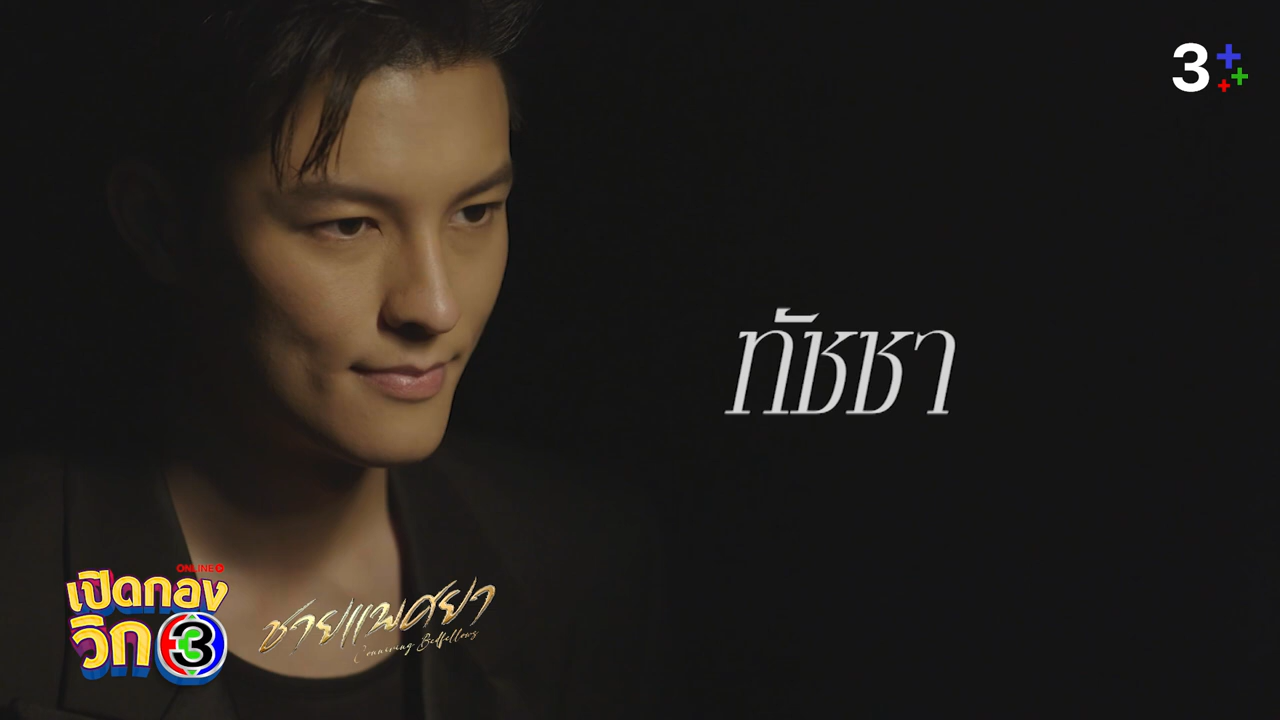 3+
ทัชชา
ONLINE
เปิดกอง
วิก 3
ชายแพศยา
Conniving Bedfellows